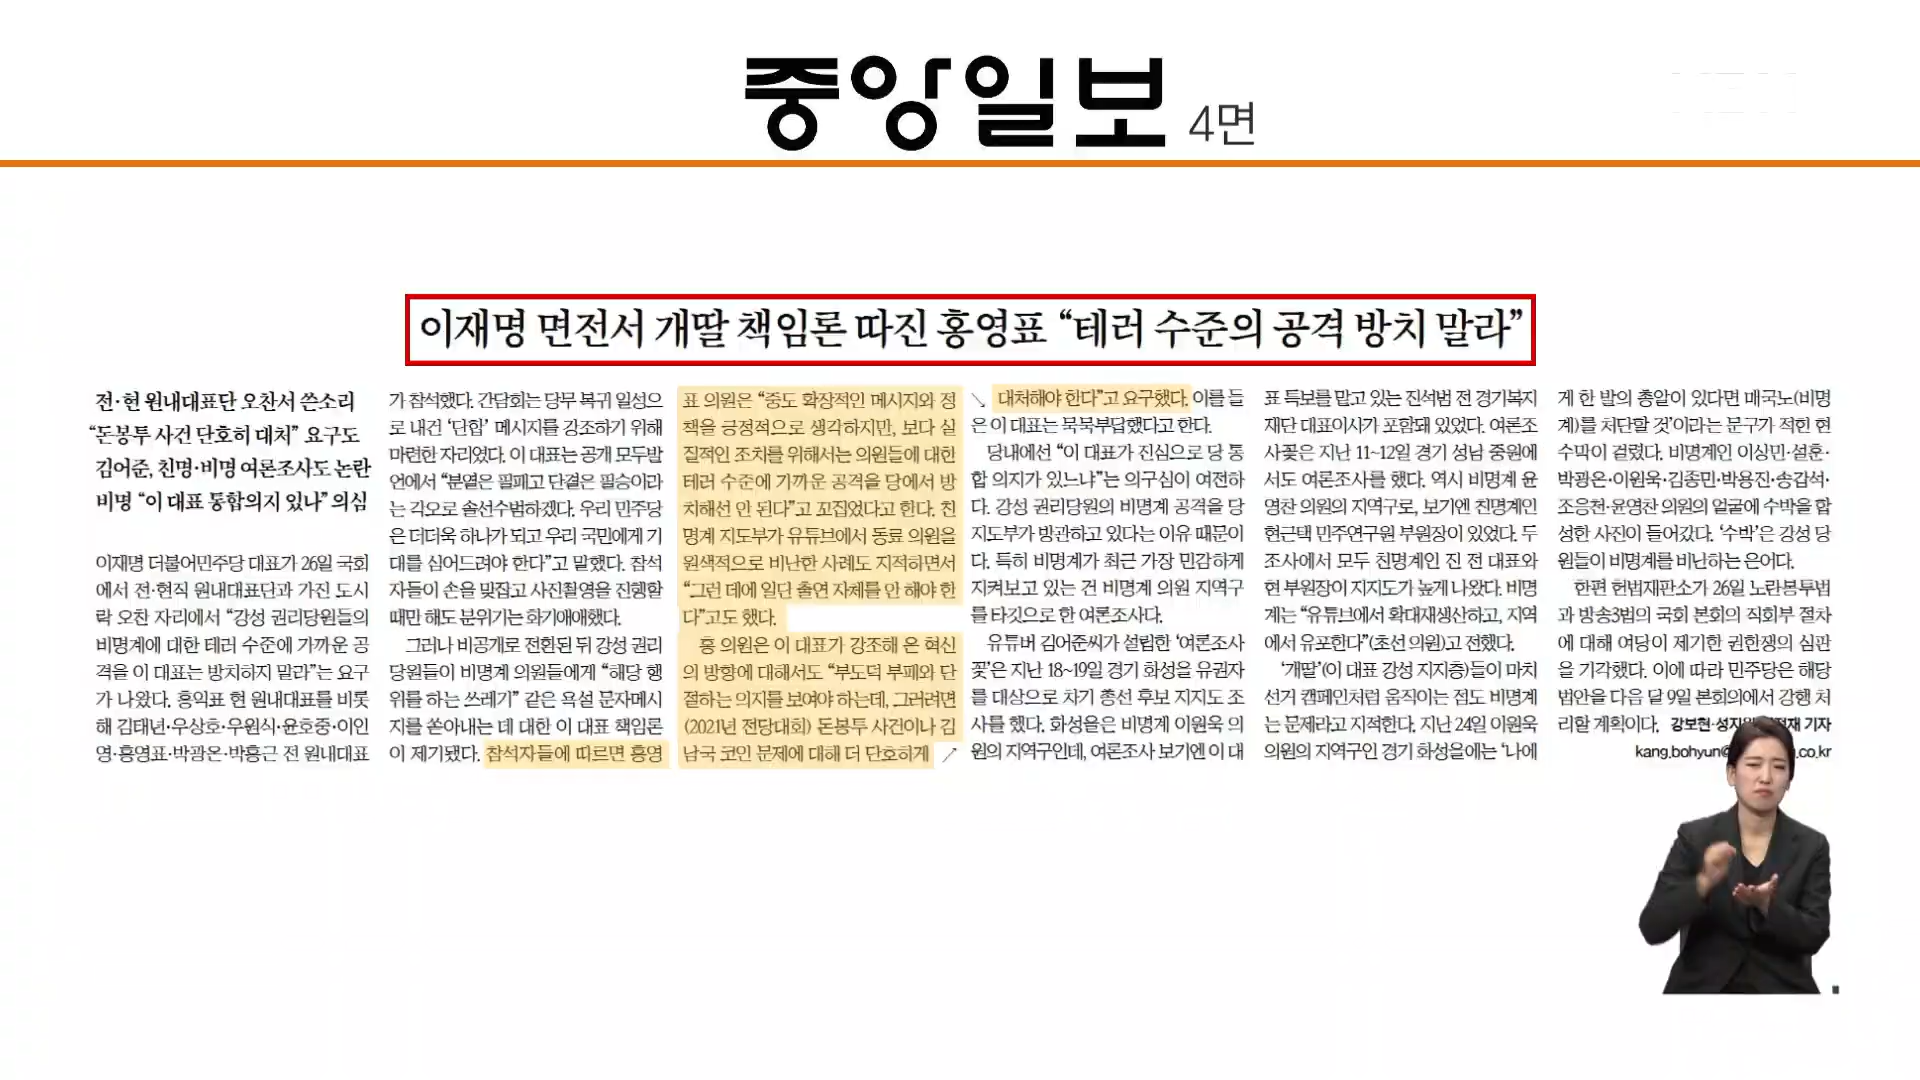 중앙일보 4면
이재명 면전서 개딸 책임론 따진 홍영표 “테러 수준의 공격 방치 말라”
전·현 원내대표단 오찬서 쓴소리
“돈봉투 사건 단호히 대처” 요구도
김어준, 친명·비명 여론조사도 논란
비명 “이 대표 통합의지 있나” 의심
이재명 더불어민주당 대표가 26일 국회
에서 전·현직 원내대표단과 가진 도시
락 오찬 자리에서 “강성 권리당원들의
비명계에 대한 테러 수준에 가까운 공
격을 이 대표는 방치하지 말라”는 요구
가 나왔다. 홍익표 현 원내대표를 비롯
해 김태년·우상호·우원식·윤호중·이인
영·홍영표·박광온·박홍근 전 원내대표
가 참석했다. 간담회는 당무 복귀 일성으
로 내건 ‘단합’ 메시지를 강조하기 위해
마련한 자리였다. 이 대표는 공개 모두발
언에서 “분열은 필패고 단결은 필승이라
는 각오로 솔선수범하겠다. 우리 민주당
은 더더욱 하나가 되고 우리 국민에게 기
대를 심어드려야 한다”고 말했다. 참석
자들이 손을 맞잡고 사진촬영을 진행할
때만 해도 분위기는 화기애애했다.
그러나 비공개로 전환된 뒤 강성 권리
당원들이 비명계 의원들에게 “해당 행
위를 하는 쓰레기” 같은 욕설 문자메시
지를 쏟아내는 데 대한 이 대표 책임론
이 제기됐다. 참석자들에 따르면 홍영
표 의원은 “중도 확장적인 메시지와 정
책을 긍정적으로 생각하지만, 보다 실
질적인 조치를 위해서는 의원들에 대한
테러 수준에 가까운 공격을 당에서 방
치해선 안 된다”고 꼬집었다고 한다. 친
명계 지도부가 유튜브에서 동료 의원을
원색적으로 비난한 사례도 지적하면서
“그런 데에 일단 출연 자체를 안 해야 한
다”고도 했다.
홍 의원은 이 대표가 강조해 온 혁신
의 방향에 대해서도 “부도덕 부패와 단
절하는 의지를 보여야 하는데, 그러려면
(2021년 전당대회) 돈봉투 사건이나 김
남국 코인 문제에 대해 더 단호하게 ↗
↘ 대처해야 한다”고 요구했다. 이를 들
은 이 대표는 묵묵부답했다고 한다.
당내에선 “이 대표가 진심으로 당 통
합 의지가 있느냐”는 의구심이 여전하
다. 강성 권리당원의 비명계 공격을 당
지도부가 방관하고 있다는 이유 때문이
다. 특히 비명계가 최근 가장 민감하게
지켜보고 있는 건 비명계 의원 지역구
를 타깃으로 한 여론조사다.
유튜버 김어준씨가 설립한 ‘여론조사
꽃’은 지난 18~19일 경기 화성을 유권자
를 대상으로 차기 총선 후보 지지도 조
사를 했다. 화성을은 비명계 이원욱 의
원의 지역구인데, 여론조사 보기엔 이 대
표 특보를 맡고 있는 진석범 전 경기복지
재단 대표이사가 포함돼 있었다. 여론조
사꽃은 지난 11~12일 경기 성남 중원에
서도 여론조사를 했다. 역시 비명계 윤
영찬 의원의 지역구로, 보기엔 친명계인
현근택 민주연구원 부원장이 있었다. 두
조사에서 모두 친명계인 진 전 대표와
현 부원장이 지지도가 높게 나왔다. 비명
계는 “유튜브에서 확대재생산하고, 지역
에서 유포한다”(초선 의원)고 전했다.
‘개딸’(이 대표 강성 지지층)들이 마치
선거 캠페인처럼 움직이는 점도 비명계
는 문제라고 지적한다. 지난 24일 이원욱
의원의 지역구인 경기 화성을에는 ‘나에
게 한 발의 총알이 있다면 매국노(비명
계)를 처단할 것’이라는 문구가 적힌 현
수막이 걸렸다. 비명계인 이상민·설훈·
박광온·이원욱·김종민·박용진·송갑석·
조응천·윤영찬 의원의 얼굴에 수박을 합
성한 사진이 들어갔다. ‘수박’은 강성 당
원들이 비명계를 비난하는 은어다.
한편 헌법재판소가 26일 노란봉투법
과 방송3법의 국회 본회의 직회부 절차
에 대해 여당이 제기한 권한쟁의 심판
을 기각했다. 이에 따라 민주당은 해당
법안을 다음 달 9일 본회의에서 강행 처
리할 계획이다. 강보현·성지 정재 기자
kang.bohyun@ .co.kr